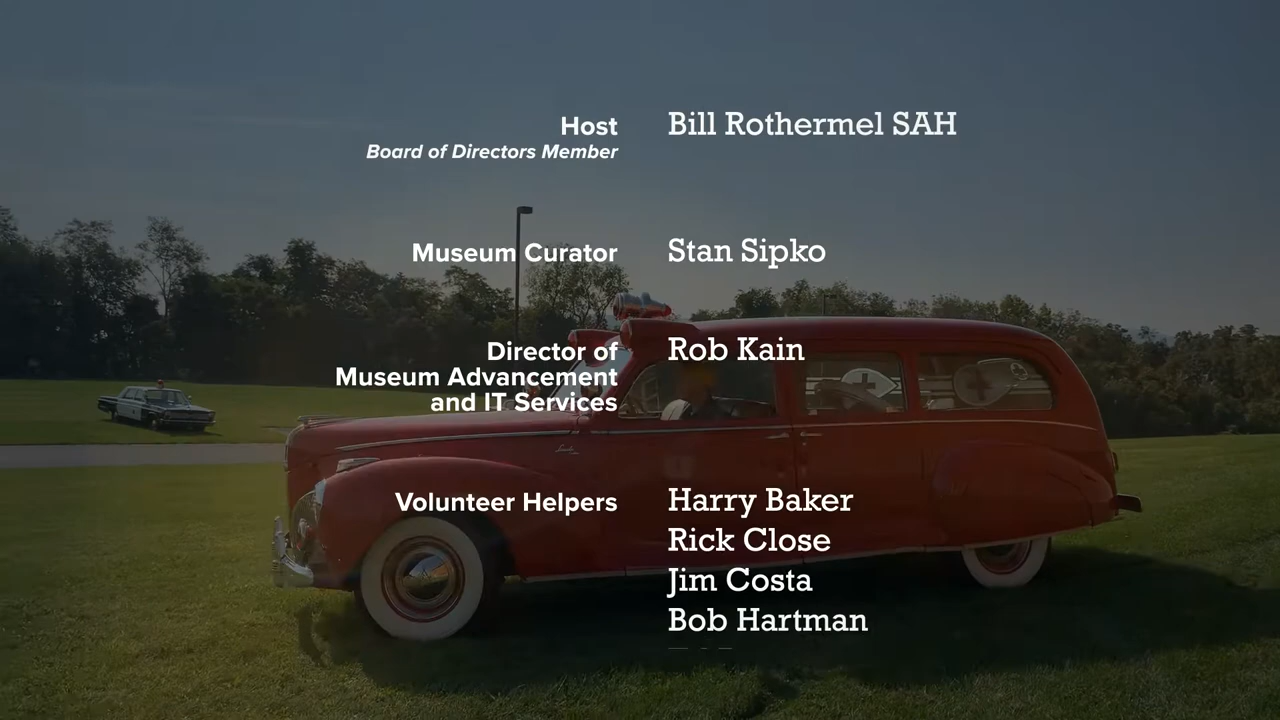 Host
Bill Rothermel SAH
Board of Directors Member
Museum Curator
Stan Sipko
Director of
Rob Kain
Museum Advancement
and IT Services
Volunteer Helpers
Harry Baker
Rick Close
Jim Costa
Bob Hartman